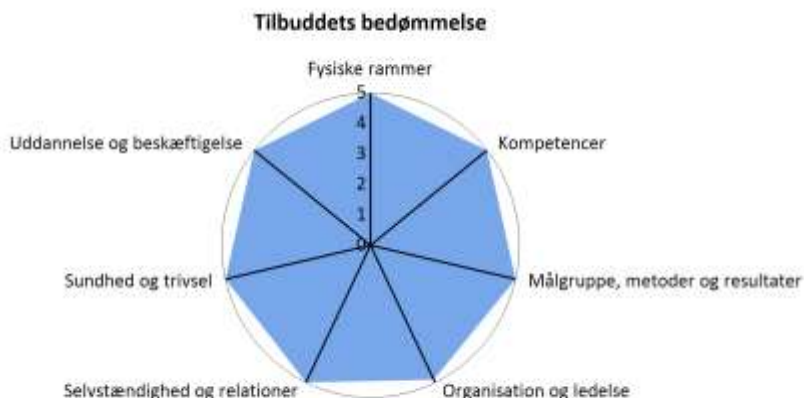 Tilbuddets bedømmelse
Fysiske rammer
5
4
3
2
1
0
Kompetencer
Målgruppe, metoder og resultater
Organisation og ledelse
Selvstændighed og relationer
Sundhed og trivsel
Uddannelse og beskæftigelse